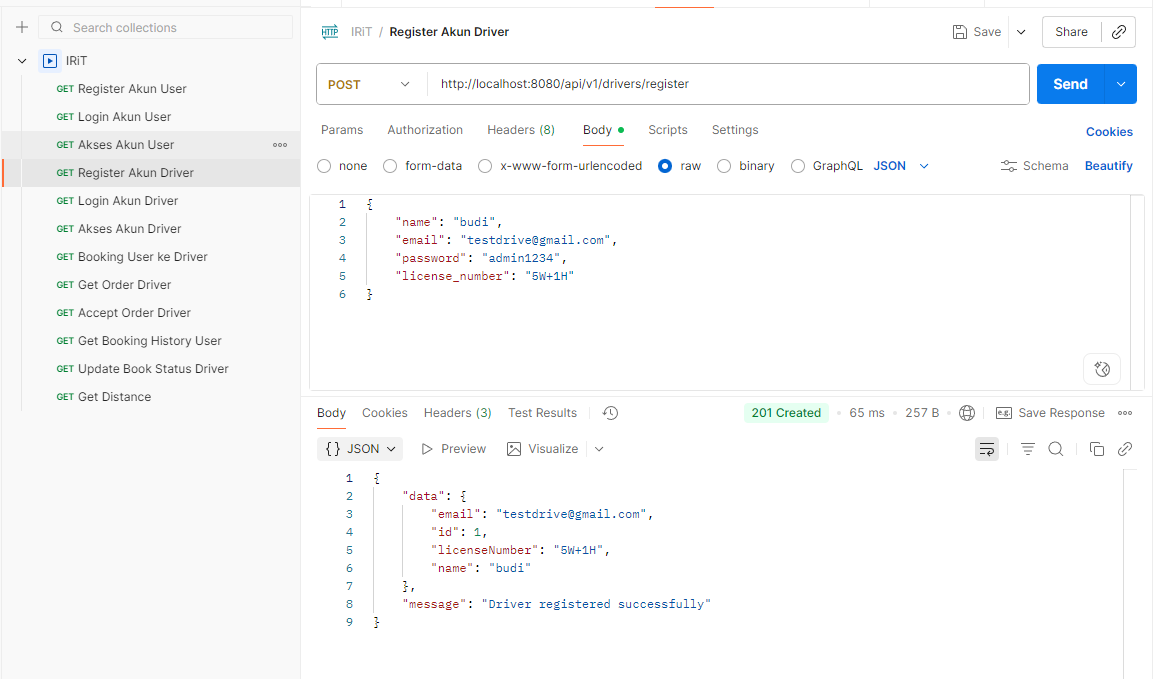 Search collections
IRiT
GET Register Akun User
GET Login Akun User
GET Akses Akun User
GET Register Akun Driver
GET Login Akun Driver
GET Akses Akun Driver
GET Booking User ke Driver
GET Get Order Driver
GET Accept Order Driver
GET Get Booking History User
GET Update Book Status Driver
GET Get Distance
HTTP IRiT / Register Akun Driver Save Share
POST http://localhost:8080/api/v1/drivers/register Send
Params Authorization Headers (8) Body Scripts Settings Cookies
none form-data x-www-form-urlencoded raw binary GraphQL JSON Schema Beautify
1 {
2 "name": "budi",
3 "email": "testdrive@gmail.com",
4 "password": "admin1234",
5 "license_number": "5W+1H"
6 }
Body Cookies Headers (3) Test Results 201 Created • 65 ms • 257 B • e.g. Save Response
{} JSON Preview Visualize
1 {
2 "data": {
3 "email": "testdrive@gmail.com",
4 "id": 1,
5 "licenseNumber": "5W+1H",
6 "name": "budi"
7 },
8 "message": "Driver registered successfully"
9 }